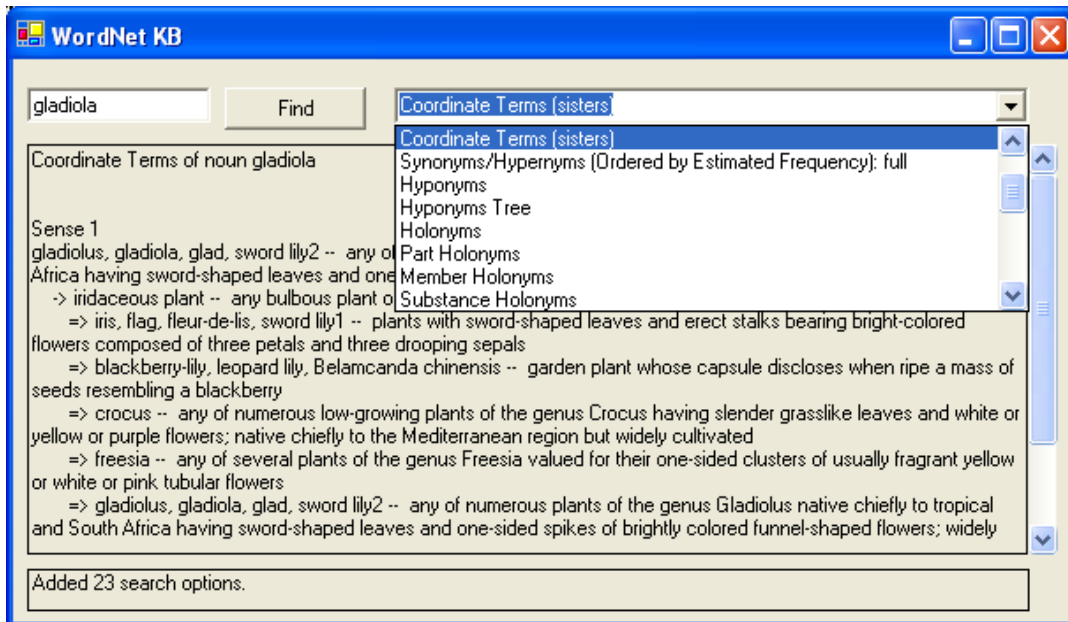 WordNet KB
gladiola
Find
Coordinate Terms (sisters)
Coordinate Terms (sisters)
Synonyms/Hypernyms (Ordered by Estimated Frequency): full
Hyponyms
Hyponyms Tree
Holonyms
Part Holonyms
Member Holonyms
Substance Holonyms
Coordinate Terms of noun gladiola
Sense 1
gladiolus, gladiola, glad, sword lily2 -- any of
Africa having sword-shaped leaves and one
-> iridaceous plant -- any bulbous plant o
=> iris, flag, fleur-de-lis, sword lily1 -- plants with sword-shaped leaves and erect stalks bearing bright-colored
flowers composed of three petals and three drooping sepals
=> blackberry-lily, leopard lily, Belamcanda chinensis -- garden plant whose capsule discloses when ripe a mass of
seeds resembling a blackberry
=> crocus -- any of numerous low-growing plants of the genus Crocus having slender grasslike leaves and white or
yellow or purple flowers; native chiefly to the Mediterranean region but widely cultivated
=> freesia -- any of several plants of the genus Freesia valued for their one-sided clusters of usually fragrant yellow
or white or pink tubular flowers
=> gladiolus, gladiola, glad, sword lily2 -- any of numerous plants of the genus Gladiolus native chiefly to tropical
and South Africa having sword-shaped leaves and one-sided spikes of brightly colored funnel-shaped flowers; widely
Added 23 search options.